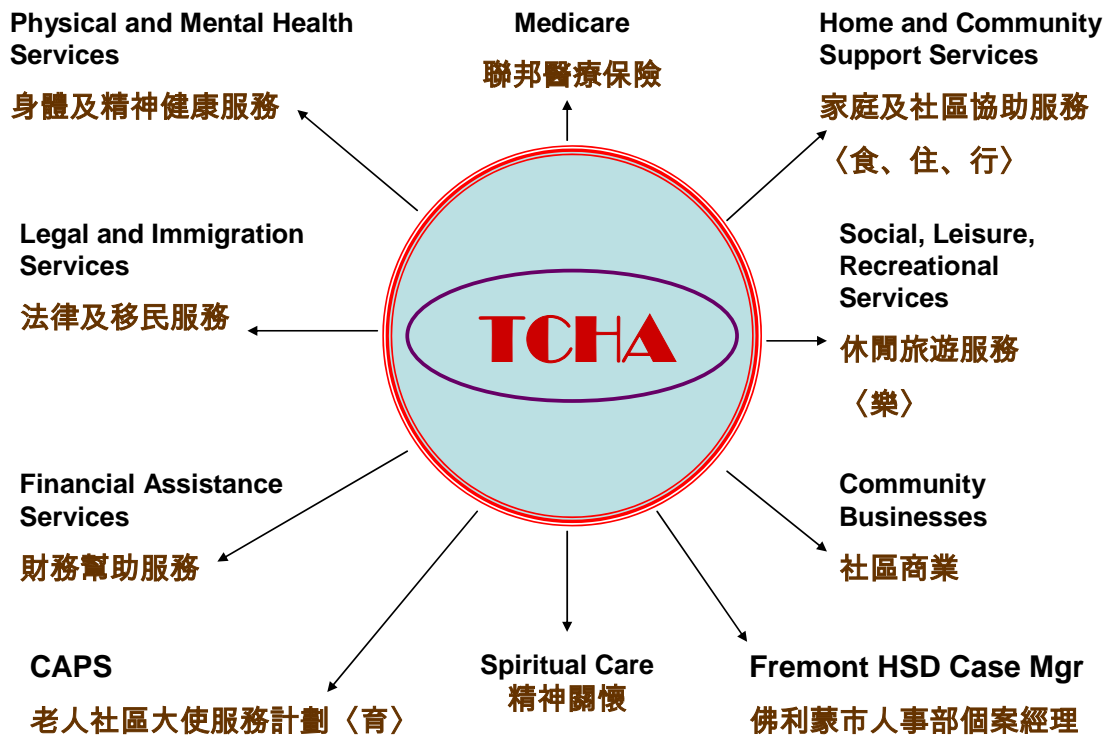 Physical and Mental Health
Services
身體及精神健康服務
Medicare
聯邦醫療保險
Home and Community
Support Services
家庭及社區協助服務
〈食、住、行〉
Legal and Immigration
Services
法律及移民服務
TCHA
Social, Leisure,
Recreational
Services
休閒旅遊服務
〈樂〉
Financial Assistance
Services
財務幫助服務
Community
Businesses
社區商業
CAPS
老人社區大使服務計劃〈育〉
Spiritual Care
精神關懷
Fremont HSD Case Mgr
佛利蒙市人事部個案經理